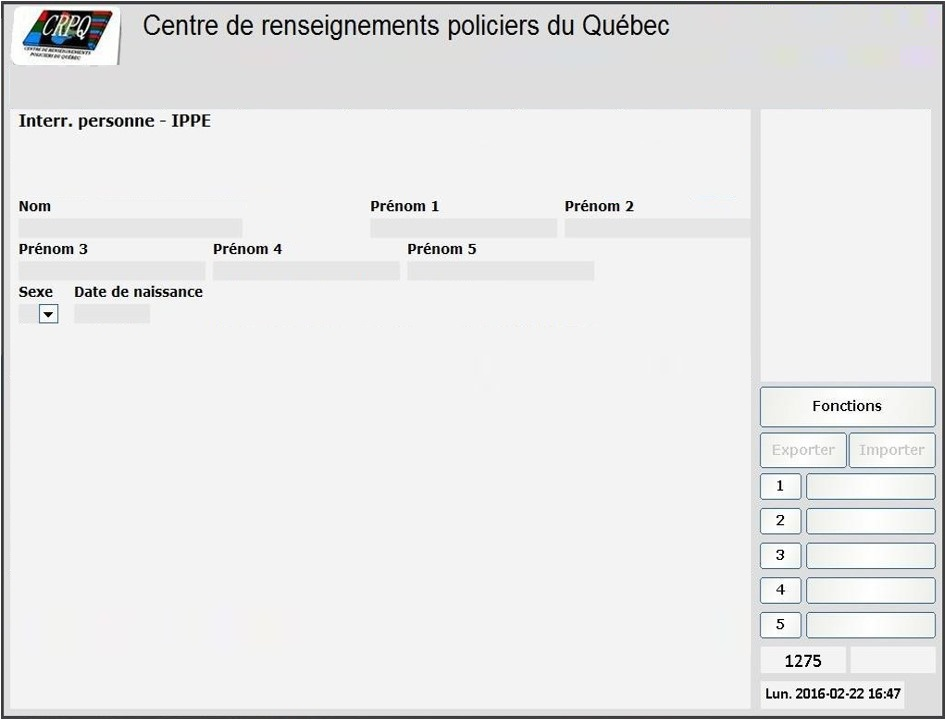 CRPQ
CENTRE DE RENSEIGNEMENTS
POLICIERS DU QUÉBEC
Centre de renseignements policiers du Québec
Interr. personne - IPPE
Nom Prénom 1 Prénom 2
Prénom 3 Prénom 4 Prénom 5
Sexe Date de naissance
Fonctions
Exporter Importer
1
2
3
4
5
1275
Lun. 2016-02-22 16:47